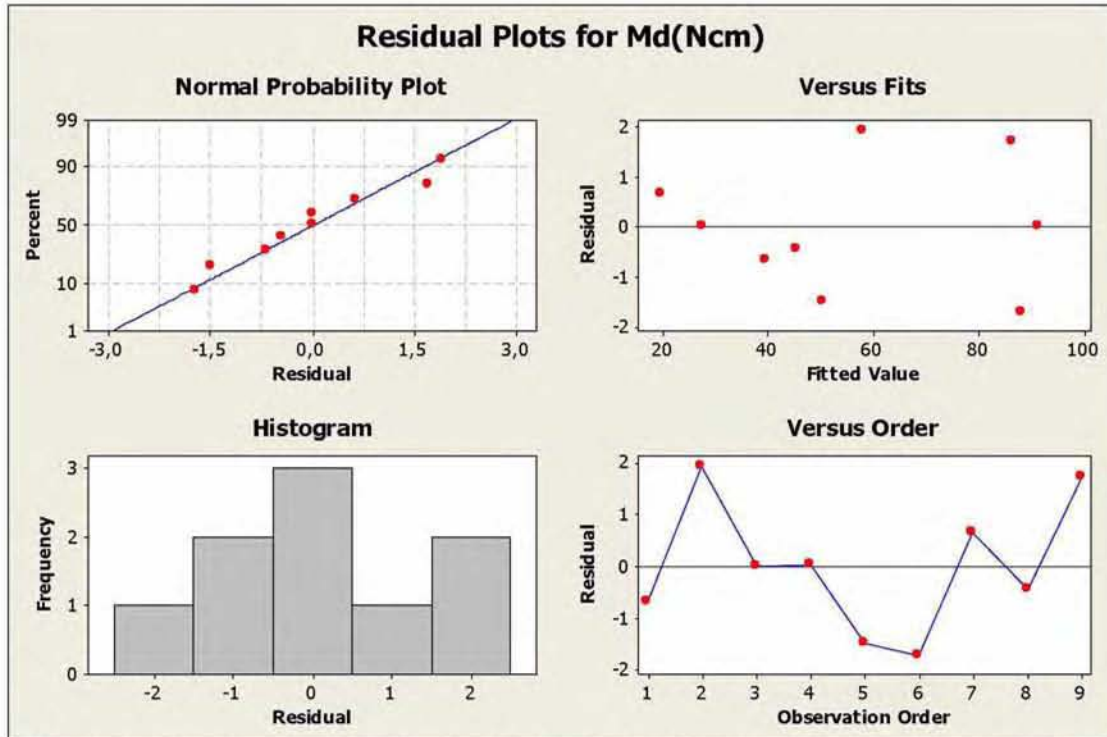 Residual Plots for Md(Ncm)
Normal Probability Plot
Percent
99
90
50
10
1
-3,0 -1,5 0,0 1,5 3,0
Residual
Versus Fits
Residual
2
1
0
-1
-2
20 40 60 80 100
Fitted Value
Histogram
Frequency
3
2
1
0
-2 -1 0 1 2
Residual
Versus Order
Residual
2
1
0
-1
-2
1 2 3 4 5 6 7 8 9
Observation Order